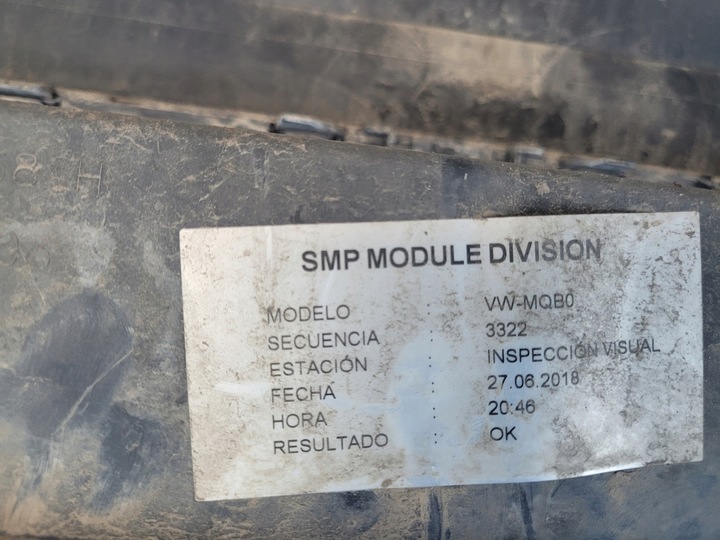 SMP MODULE DIVISION
MODELO : VW-MQB0
SECUENCIA : 3322
ESTACIÓN : INSPECCIÓN VISUAL
FECHA : 27.06.2018
HORA : 20:46
RESULTADO : OK